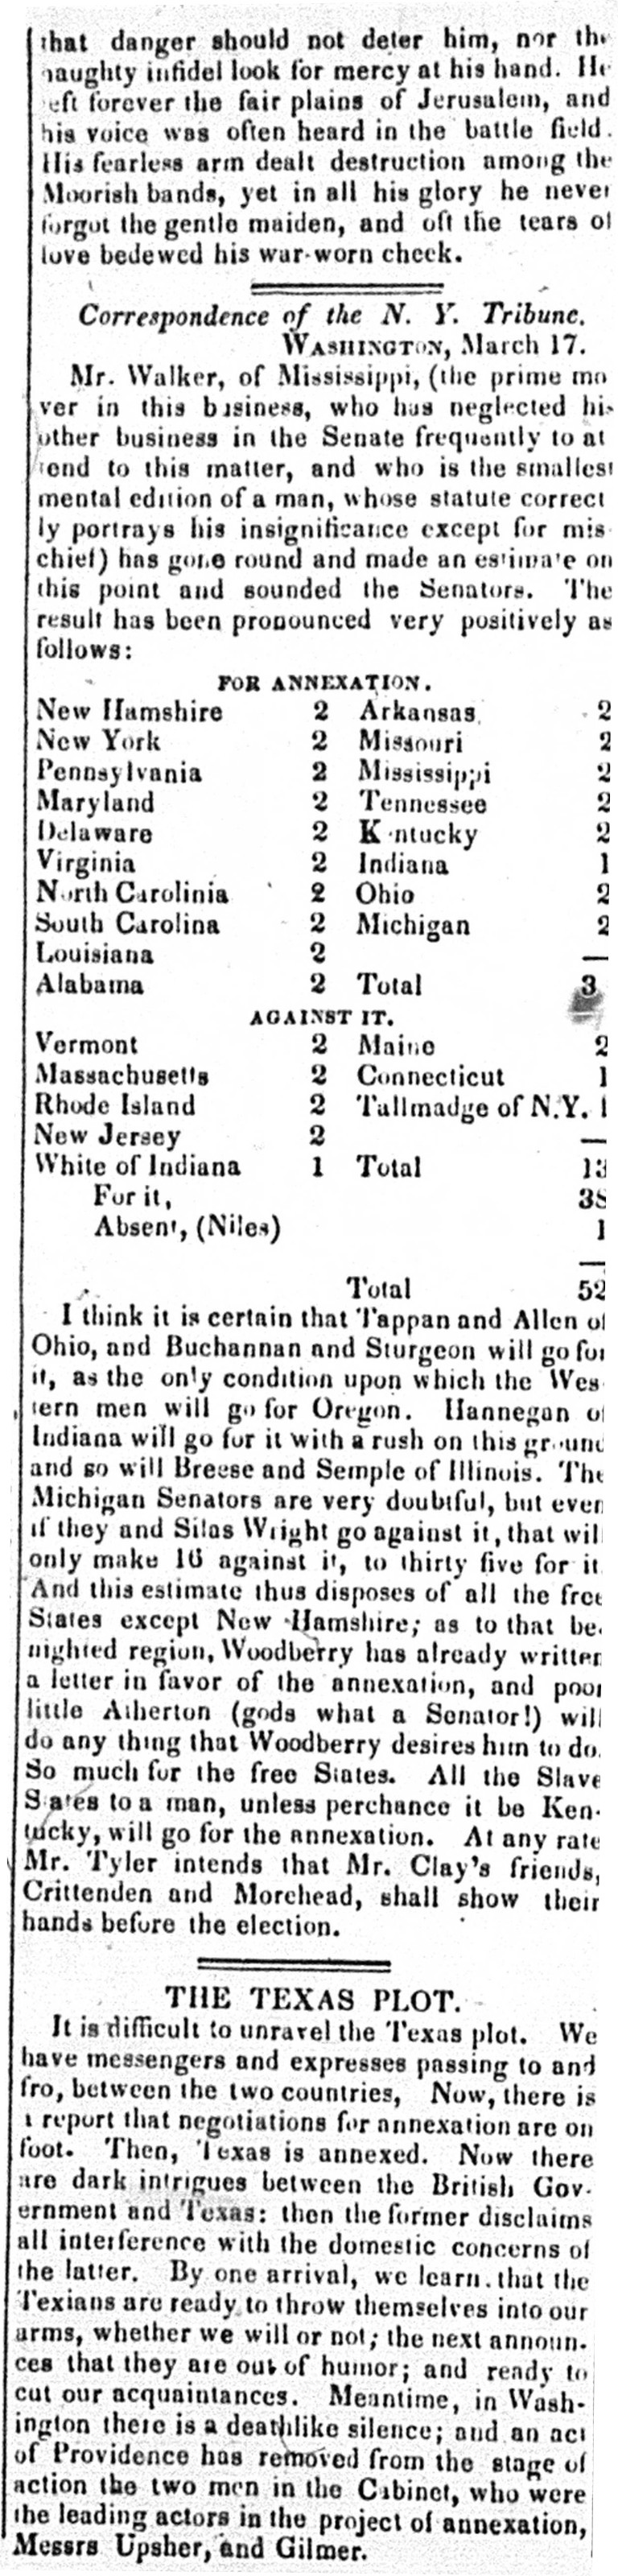 that danger should not deter him, nor the
haughty infidel look for mercy at his hand. He
left forever the fair plains of Jerusalem, and
his voice was often heard in the battle field.
His fearless arm dealt destruction among the
Moorish bands, yet in all his glory he never
forgot the gentle maiden, and oft the tears of
love bedewed his war-worn cheek.
Correspondence of the N. Y. Tribune.
WASHINGTON, March 17.
Mr. Walker, of Mississippi, (the prime mo
ver in this business, who has neglected his
other business in the Senate frequently to at
tend to this matter, and who is the smallest
mental edition of a man, whose statute correct
ly portrays his insignificance except for mis
chief) has gone round and made an estimate on
this point and sounded the Senators. The
result has been pronounced very positively as
follows:
FOR ANNEXATION.
New Hamshire 2 Arkansas 2
New York 2 Missouri 2
Pennsylvania 2 Mississippi 2
Maryland 2 Tennessee 2
Delaware 2 K ntucky 2
Virginia 2 Indiana 1
North Carolinia 2 Ohio 2
South Carolina 2 Michigan 2
Louisiana 2 —
Alabama 2 Total 3
AGAINST IT.
Vermont 2 Maine 2
Massachusetts 2 Connecticut 1
Rhode Island 2 Tallmadge of N.Y. 1
New Jersey 2 —
White of Indiana 1 Total 13
For it, 38
Absent, (Niles) 1
—
Total 52
I think it is certain that Tappan and Allen of
Ohio, and Buchannan and Sturgeon will go for
it, as the only condition upon which the Wes
tern men will go for Oregon. Hannegan of
Indiana will go for it with a rush on this ground
and so will Breese and Semple of Illinois. The
Michigan Senators are very doubtful, but even
if they and Silas Wright go against it, that will
only make 16 against it, to thirty five for it
And this estimate thus disposes of all the free
States except New Hamshire; as to that be-
nighted region, Woodberry has already written
a letter in favor of the annexation, and poor
little Atherton (gods what a Senator!) will
do any thing that Woodberry desires him to do.
So much for the free States. All the Slave
States to a man, unless perchance it be Ken-
tucky, will go for the annexation. At any rate
Mr. Tyler intends that Mr. Clay's friends,
Crittenden and Morehead, shall show their
hands before the election.
THE TEXAS PLOT.
It is difficult to unravel the Texas plot. We
have messengers and expresses passing to and
fro, between the two countries, Now, there is
a report that negotiations for annexation are on
foot. Then, Texas is annexed. Now there
are dark intrigues between the British Gov-
ernment and Texas: then the former disclaims
all interference with the domestic concerns of
the latter. By one arrival, we learn that the
Texians are ready to throw themselves into our
arms, whether we will or not; the next announ-
ces that they are out of humor; and ready to
cut our acquaintances. Meantime, in Wash-
ington there is a deathlike silence; and an act
of Providence has removed from the stage of
action the two men in the Cabinet, who were
the leading actors in the project of annexation,
Messrs Upsher, and Gilmer.